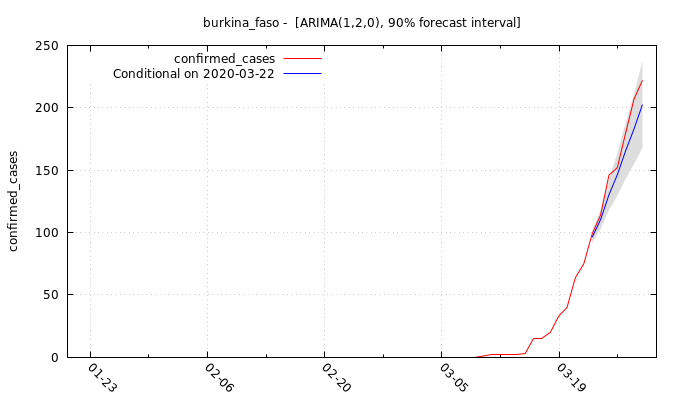 burkina_faso - [ARIMA(1,2,0), 90% forecast interval]
confirmed_cases
Conditional on 2020-03-22
confirmed_cases
250
200
150
100
50
0
01-23
02-06
02-20
03-05
03-19